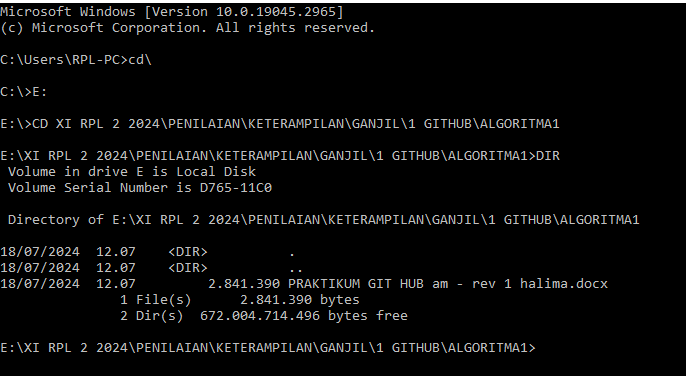 Microsoft Windows [Version 10.0.19045.2965]
(c) Microsoft Corporation. All rights reserved.
C:\Users\RPL-PC>cd\
C:\>E:
E:\>CD XI RPL 2 2024\PENILAIAN\KETERAMPILAN\GANJIL\1 GITHUB\ALGORITMA1
E:\XI RPL 2 2024\PENILAIAN\KETERAMPILAN\GANJIL\1 GITHUB\ALGORITMA1>DIR
 Volume in drive E is Local Disk
 Volume Serial Number is D765-11C0
 Directory of E:\XI RPL 2 2024\PENILAIAN\KETERAMPILAN\GANJIL\1 GITHUB\ALGORITMA1
18/07/2024  12.07    <DIR>          .
18/07/2024  12.07    <DIR>          ..
18/07/2024  12.07         2.841.390 PRAKTIKUM GIT HUB am - rev 1 halima.docx
               1 File(s)      2.841.390 bytes
               2 Dir(s)  672.004.714.496 bytes free
E:\XI RPL 2 2024\PENILAIAN\KETERAMPILAN\GANJIL\1 GITHUB\ALGORITMA1>